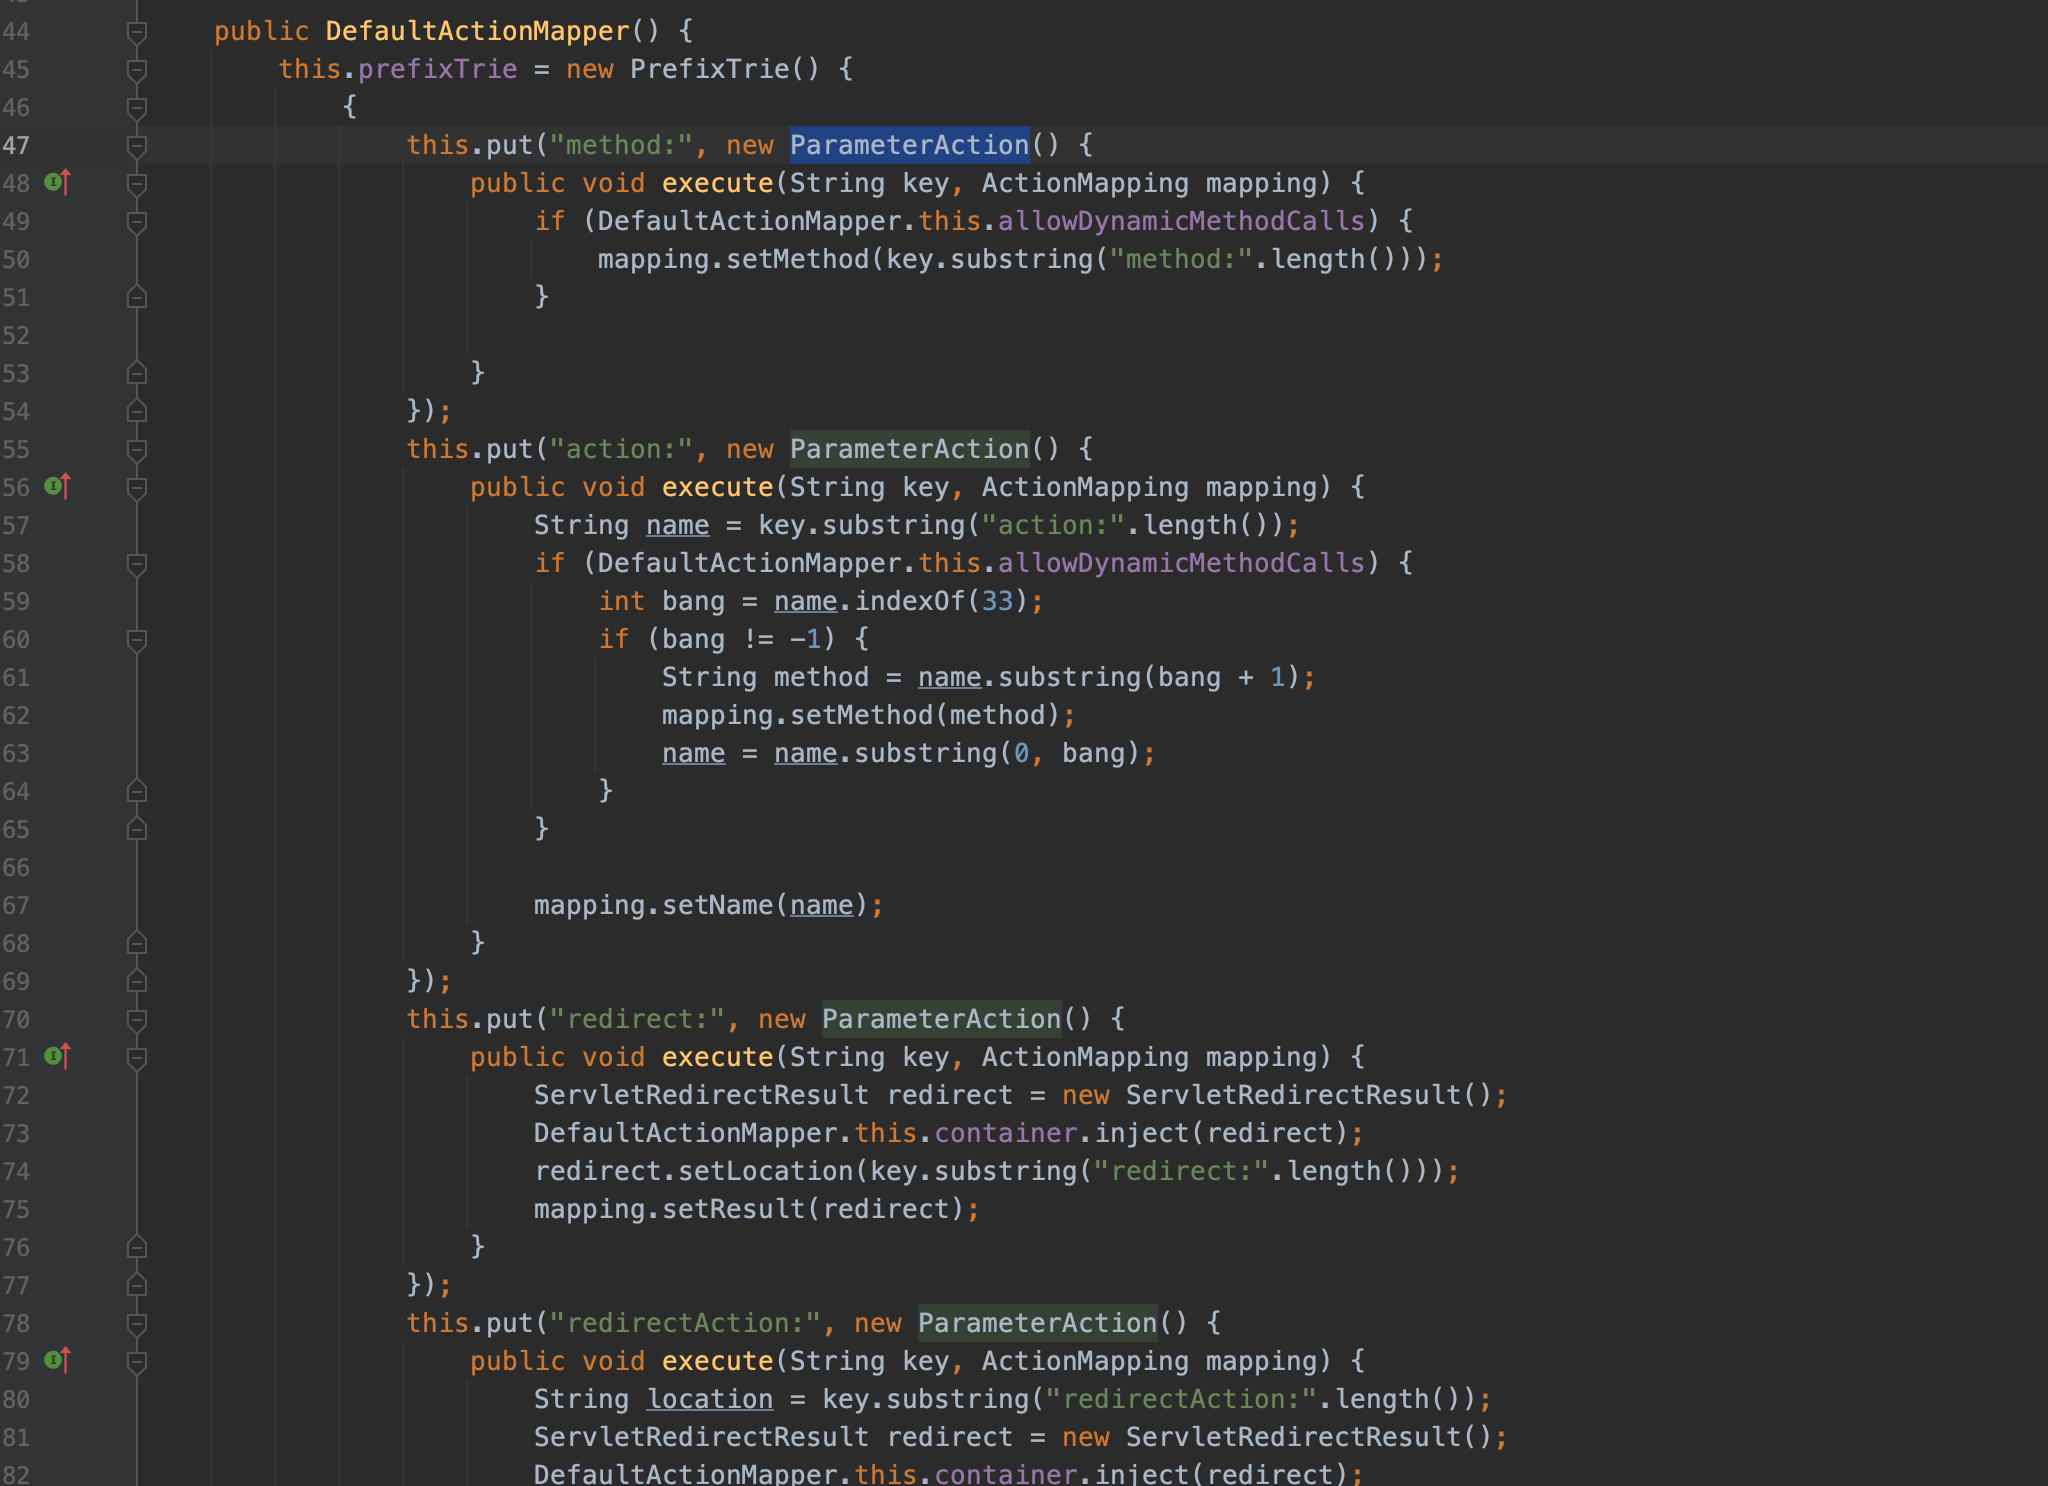 44 public DefaultActionMapper() {
45 this.prefixTrie = new PrefixTrie() {
46 {
47 this.put("method:", new ParameterAction() {
48 public void execute(String key, ActionMapping mapping) {
49 if (DefaultActionMapper.this.allowDynamicMethodCalls) {
50 mapping.setMethod(key.substring("method:".length()));
51 }
52
53 }
54 });
55 this.put("action:", new ParameterAction() {
56 public void execute(String key, ActionMapping mapping) {
57 String name = key.substring("action:".length());
58 if (DefaultActionMapper.this.allowDynamicMethodCalls) {
59 int bang = name.indexOf(33);
60 if (bang != -1) {
61 String method = name.substring(bang + 1);
62 mapping.setMethod(method);
63 name = name.substring(0, bang);
64 }
65 }
66
67 mapping.setName(name);
68 }
69 });
70 this.put("redirect:", new ParameterAction() {
71 public void execute(String key, ActionMapping mapping) {
72 ServletRedirectResult redirect = new ServletRedirectResult();
73 DefaultActionMapper.this.container.inject(redirect);
74 redirect.setLocation(key.substring("redirect:".length()));
75 mapping.setResult(redirect);
76 }
77 });
78 this.put("redirectAction:", new ParameterAction() {
79 public void execute(String key, ActionMapping mapping) {
80 String location = key.substring("redirectAction:".length());
81 ServletRedirectResult redirect = new ServletRedirectResult();
82 DefaultActionMapper.this.container.inject(redirect);